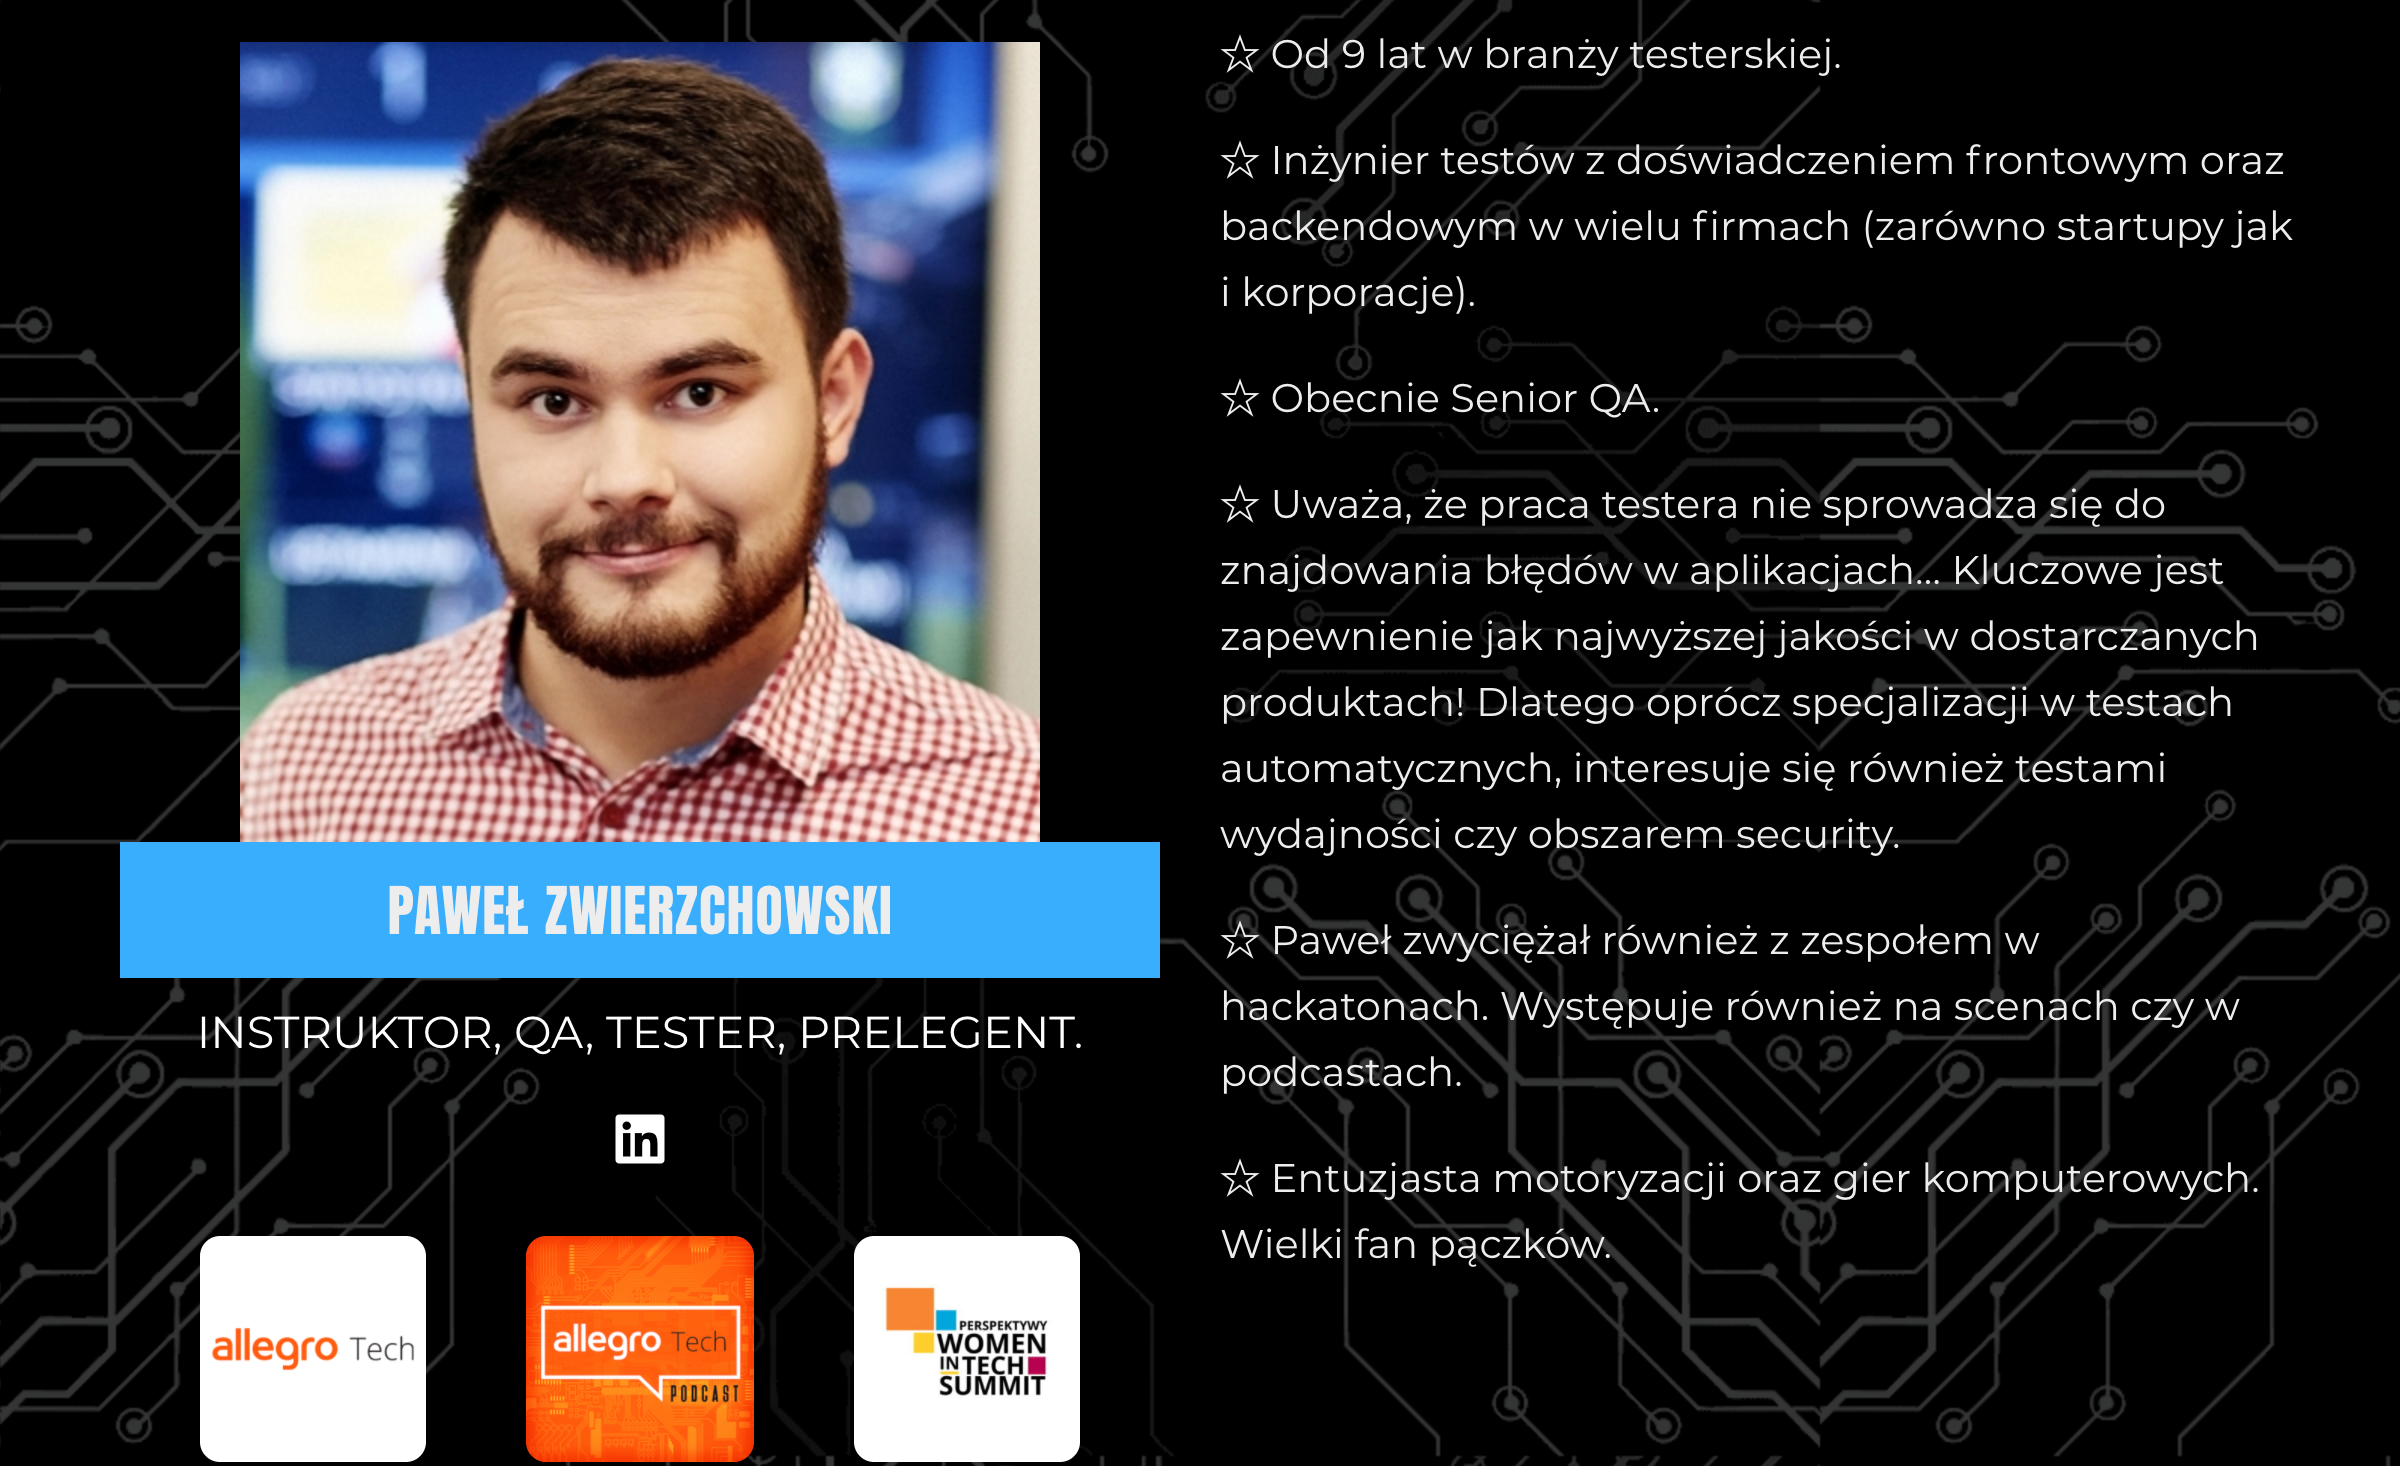 PAWEŁ ZWIERZCHOWSKI
INSTRUKTOR, QA, TESTER, PRELEGENT.
in
allegro Tech
allegro Tech
PODCAST
PERSPEKTYWY
WOMEN
IN TECH
SUMMIT
☆ Od 9 lat w branży testerskiej.
☆ Inżynier testów z doświadczeniem frontowym oraz
backendowym w wielu firmach (zarówno startupy jak
i korporacje).
☆ Obecnie Senior QA.
☆ Uważa, że praca testera nie sprowadza się do
znajdowania błędów w aplikacjach... Kluczowe jest
zapewnienie jak najwyższej jakości w dostarczanych
produktach! Dlatego oprócz specjalizacji w testach
automatycznych, interesuje się również testami
wydajności czy obszarem security.
☆ Paweł zwyciężał również z zespołem w
hackatonach. Występuje również na scenach czy w
podcastach.
☆ Entuzjasta motoryzacji oraz gier komputerowych.
Wielki fan pączków.